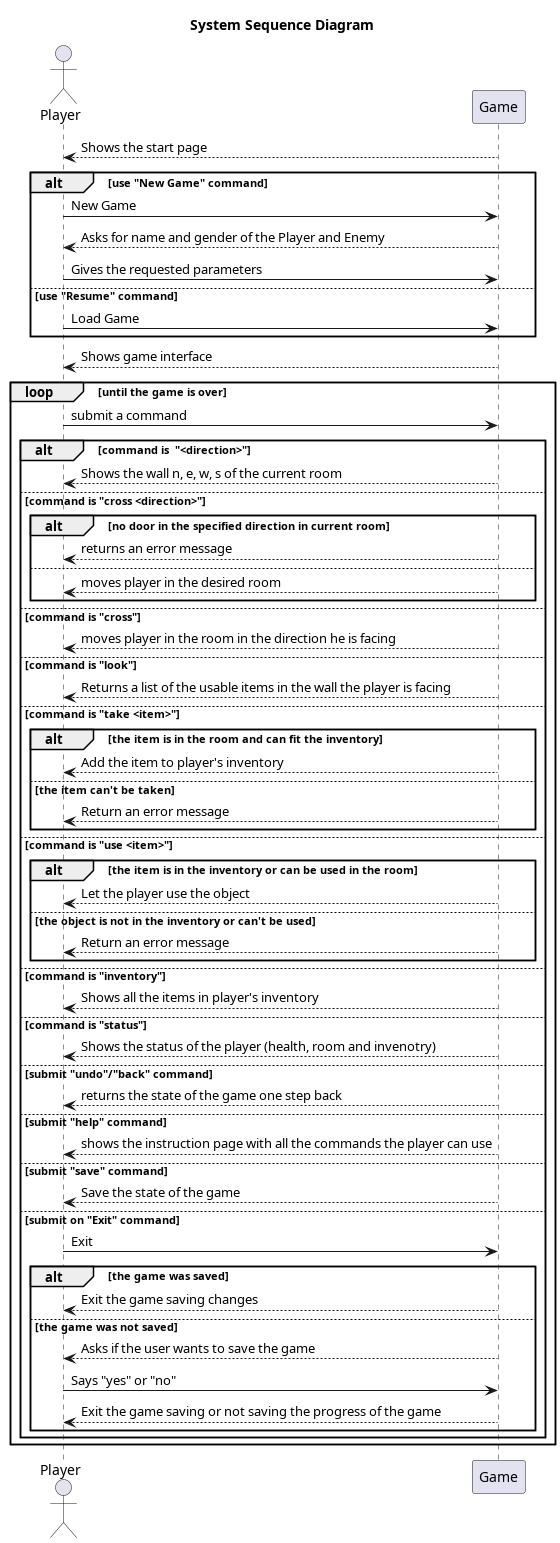 System Sequence Diagram
Player
Game
Shows the start page
alt [use "New Game" command]
New Game
Asks for name and gender of the Player and Enemy
Gives the requested parameters
[use "Resume" command]
Load Game
Shows game interface
loop [until the game is over]
submit a command
alt [command is "<direction>"]
Shows the wall n, e, w, s of the current room
[command is "cross <direction>"]
alt [no door in the specified direction in current room]
returns an error message
moves player in the desired room
[command is "cross]
moves player in the room in the direction he is facing
[command is "look"]
Returns a list of the usable items in the wall the player is facing
[command is "take <item>"]
alt [the item is in the room and can fit the inventory]
Add the item to player's inventory
[the item can't be taken]
Return an error message
[command is "use <item>"]
alt [the item is in the inventory or can be used in the room]
Let the player use the object
[the object is not in the inventory or can't be used]
Return an error message
[command is "inventory"]
Shows all the items in player's inventory
[command is "status"]
Shows the status of the player (health, room and invenotry)
[submit "undo"/"back" command]
returns the state of the game one step back
[submit "help" command]
shows the instruction page with all the commands the player can use
[submit "save" command]
Save the state of the game
[submit on "Exit" command]
Exit
alt [the game was saved]
Exit the game saving changes
[the game was not saved]
Asks if the user wants to save the game
Says "yes" or "no"
Exit the game saving or not saving the progress of the game
Player
Game